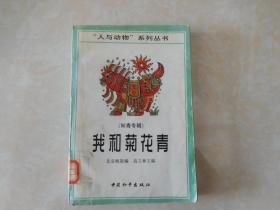 “人与动物”系列丛书
（知青专辑）
我和菊花青
中国和平出版社